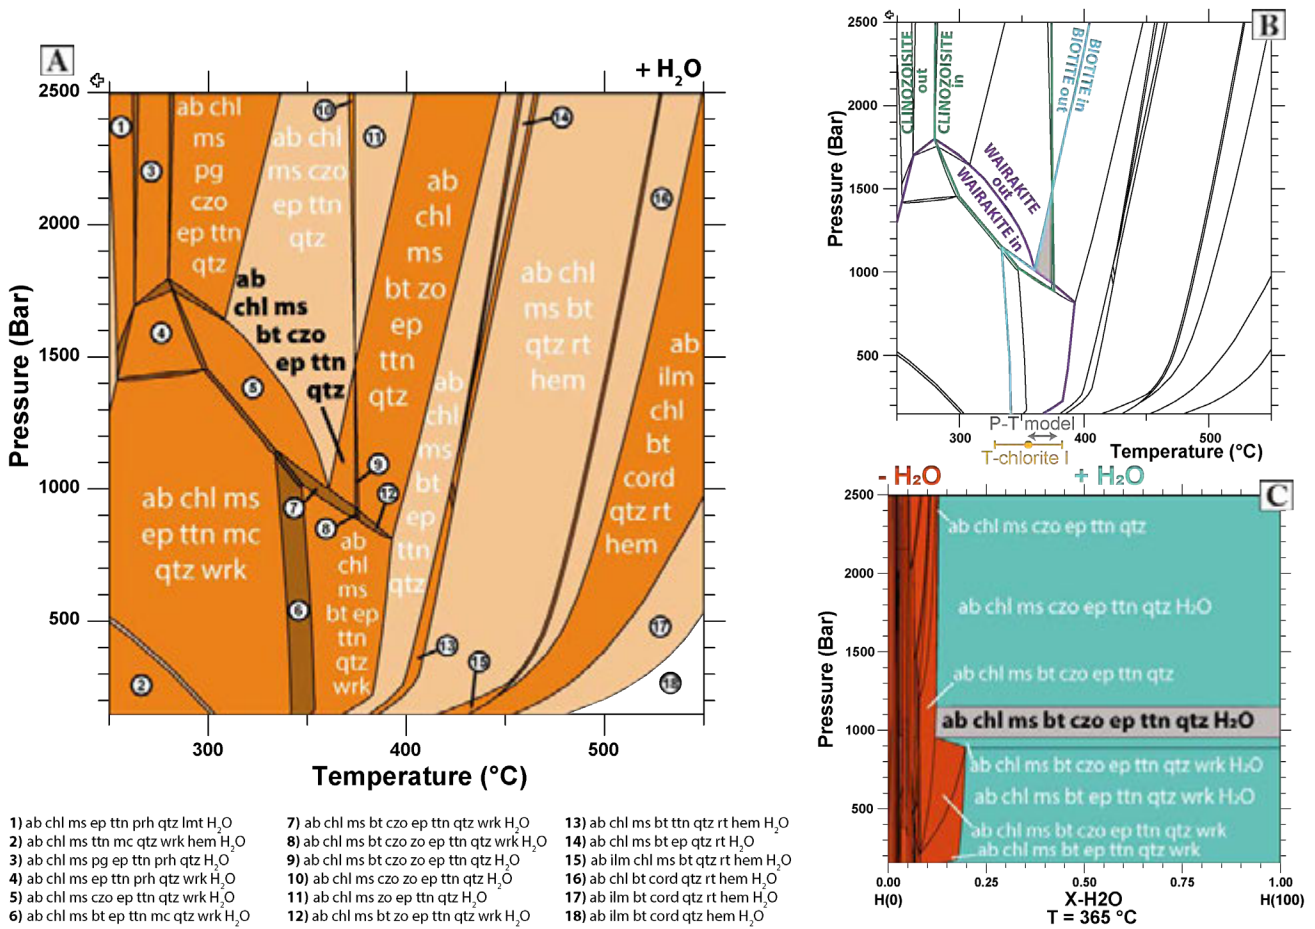 A
+ H₂O
2500
2000
1500
1000
500
Pressure (Bar)
300
400
500
Temperature (°C)
1
2
3
4
5
6
7
8
9
10
11
12
13
14
15
16
17
18
ab chl
ms
pg
czo
ep ttn
qtz
ab chl
ms czo
ep ttn
qtz
ab
chl ms
bt czo
ep ttn
qtz
ab
chl
ms
bt zo
ep
ttn
qtz
ab
chl
ms
bt
ep
ttn
qtz
ab chl
ms bt
qtz rt
hem
ab
ilm
chl
bt
cord
qtz rt
hem
ab chl ms
ep ttn mc
qtz wrk
ab
chl
ms
bt ep
ttn
qtz
wrk
1) ab chl ms ep ttn prh qtz lmt H₂O
2) ab chl ms ttn mc qtz wrk hem H₂O
3) ab chl ms pg ep ttn prh qtz H₂O
4) ab chl ms ep ttn prh qtz wrk H₂O
5) ab chl ms czo ep ttn qtz wrk H₂O
6) ab chl ms bt ep ttn mc qtz wrk H₂O
7) ab chl ms bt czo ep ttn qtz wrk H₂O
8) ab chl ms bt czo zo ep ttn qtz wrk H₂O
9) ab chl ms bt czo zo ep ttn qtz H₂O
10) ab chl ms czo zo ep ttn qtz H₂O
11) ab chl ms zo ep ttn qtz H₂O
12) ab chl ms bt zo ep ttn qtz wrk H₂O
13) ab chl ms bt ttn qtz rt hem H₂O
14) ab chl ms bt ep qtz rt H₂O
15) ab ilm chl ms bt qtz rt hem H₂O
16) ab chl bt cord qtz rt hem H₂O
17) ab ilm bt cord qtz rt hem H₂O
18) ab ilm bt cord qtz hem H₂O
B
2500
2000
1500
1000
500
Pressure (Bar)
CLINOZOISITE
out
CLINOZOISITE
in
BIOTITE in
BIOTITE out
WAIRAKITE
out
WAIRAKITE
in
300
400
500
P-T model
T-chlorite I
Temperature (°C)
- H₂O
+ H₂O
C
2500
2000
1500
1000
500
Pressure (Bar)
ab chl ms czo ep ttn qtz
ab chl ms czo ep ttn qtz H₂O
ab chl ms bt czo ep ttn qtz
ab chl ms bt czo ep ttn qtz H₂O
ab chl ms bt czo ep ttn qtz wrk H₂O
ab chl ms bt ep ttn qtz wrk H₂O
ab chl ms bt czo ep ttn qtz wrk
ab chl ms bt ep ttn qtz wrk
0.00
0.25
0.50
0.75
1.00
H(0)
X-H2O
H(100)
T = 365 °C